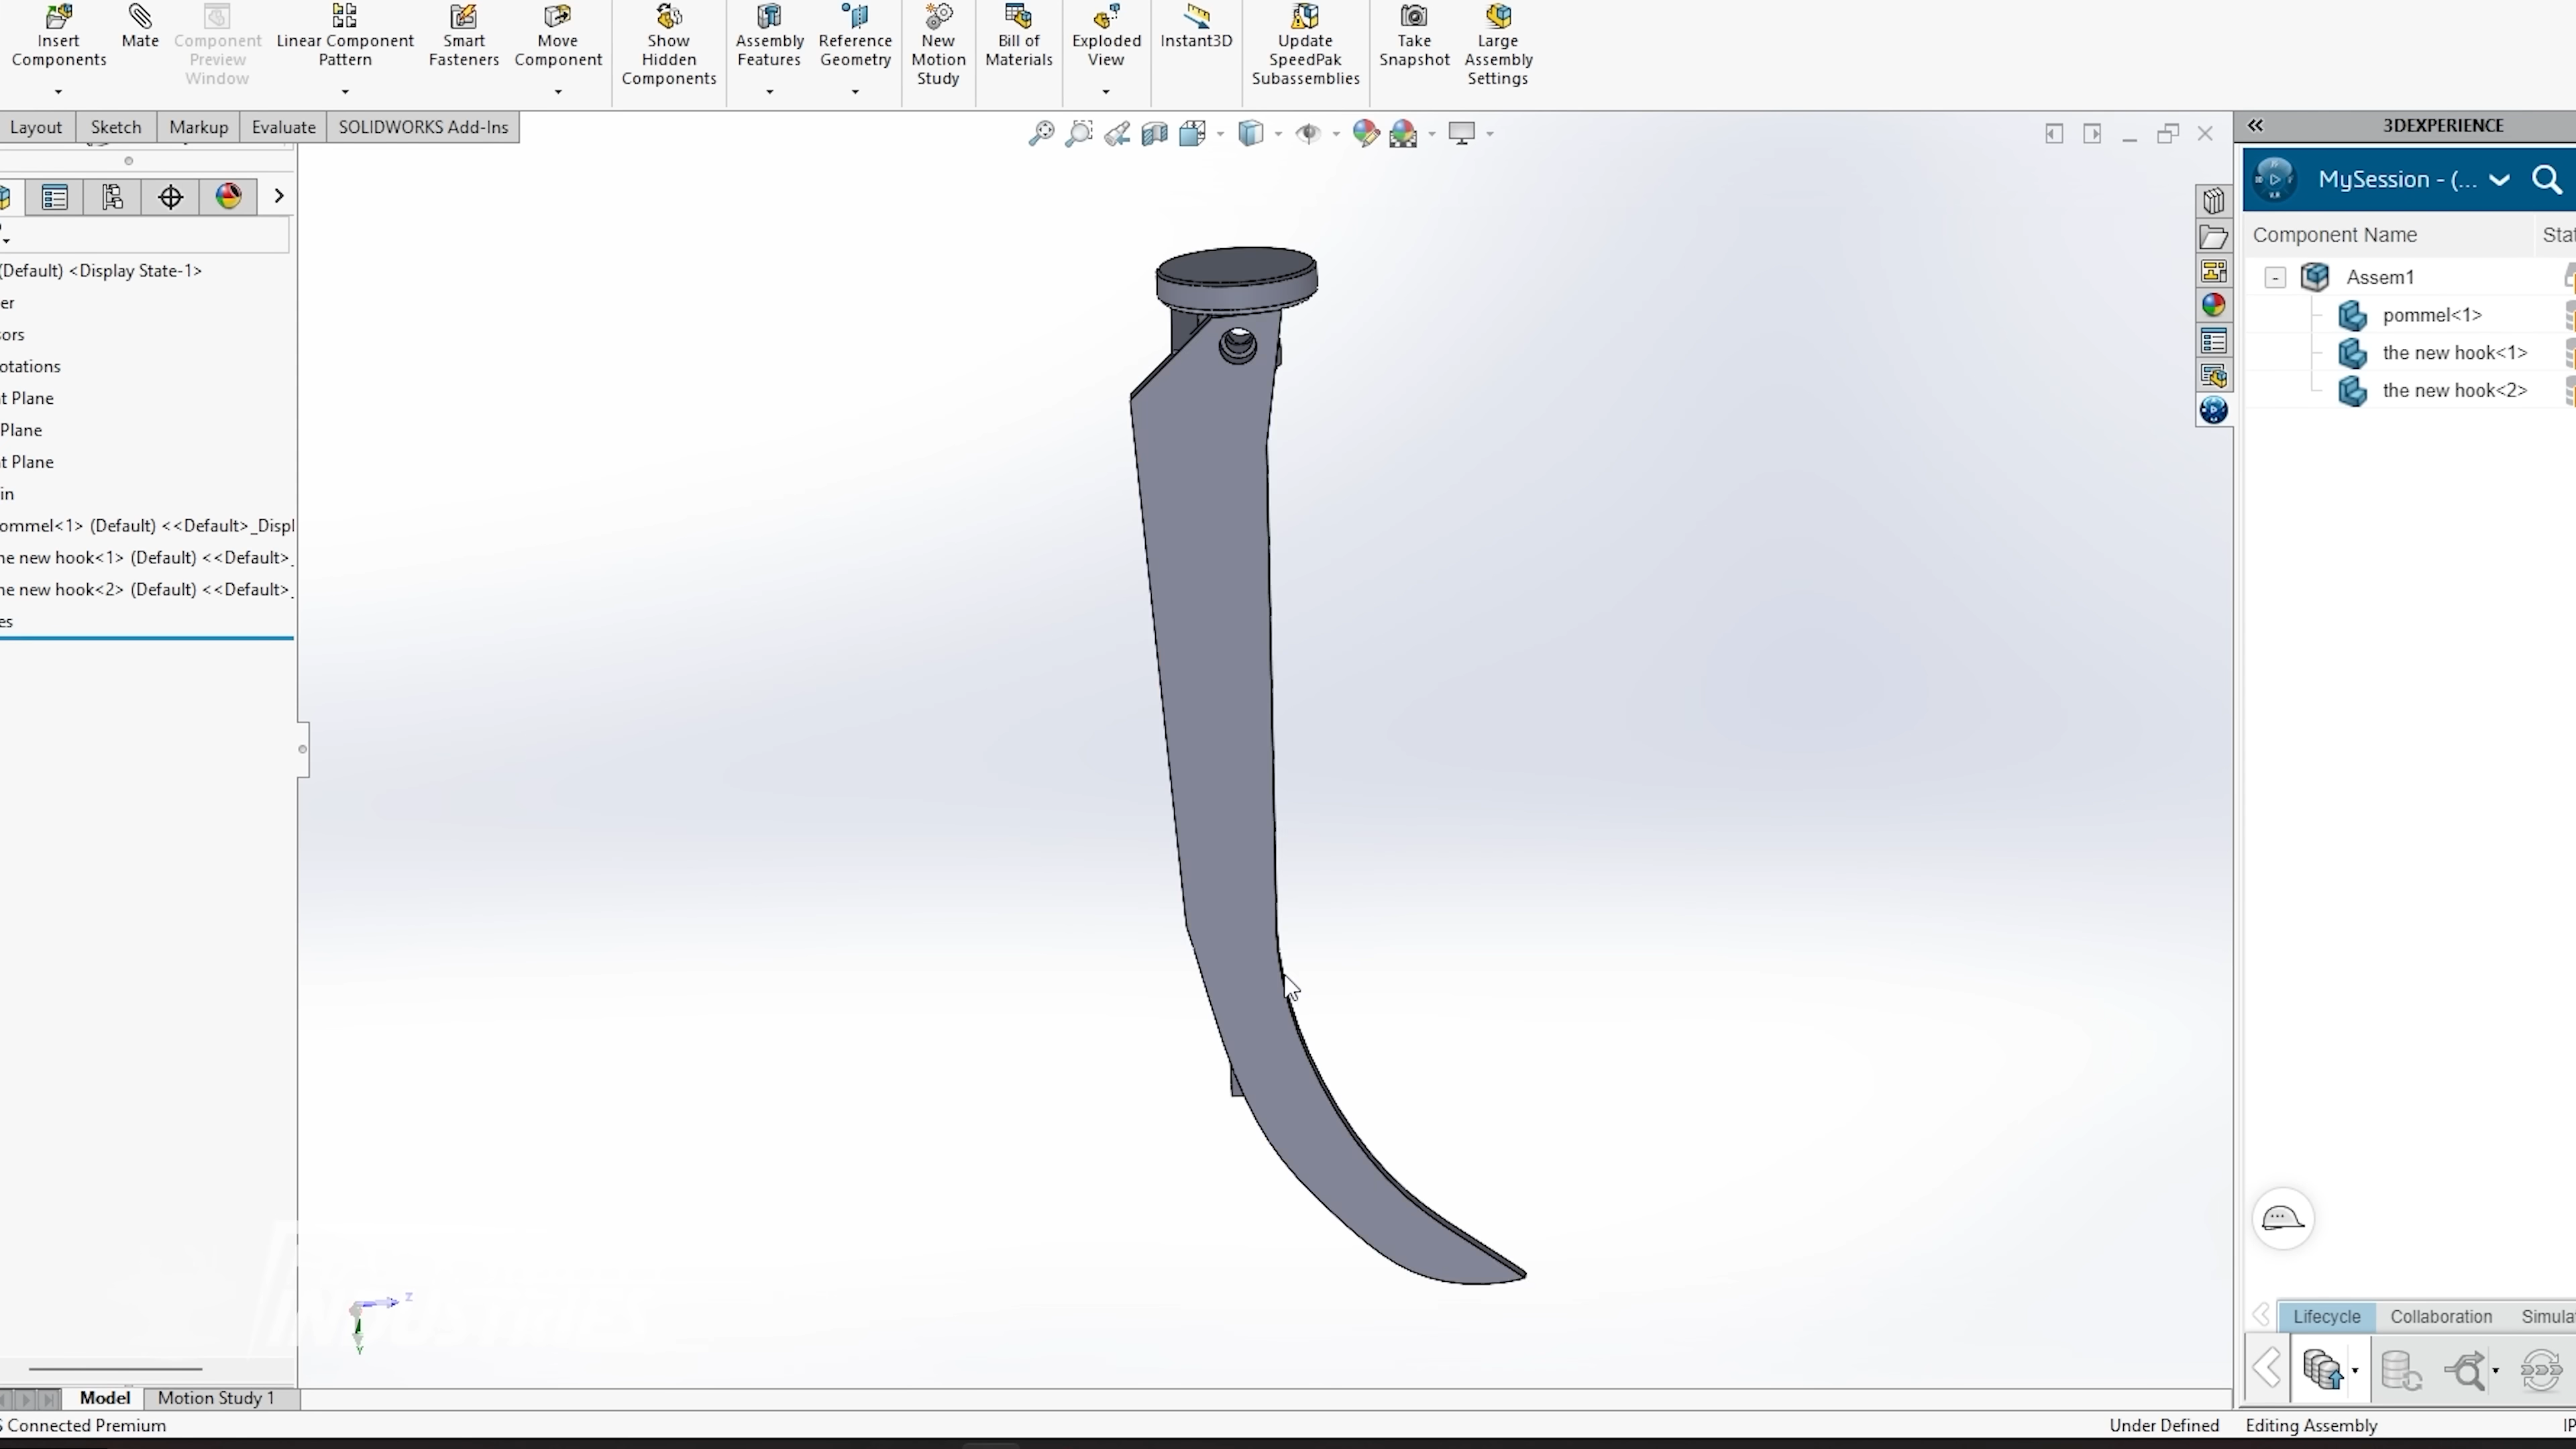 Insert Components
Mate
Component Preview Window
Linear Component Pattern
Smart Fasteners
Move Component
Show Hidden Components
Assembly Features
Reference Geometry
New Motion Study
Bill of Materials
Exploded View
Instant3D
Update SpeedPak Subassemblies
Take Snapshot
Large Assembly Settings
Layout
Sketch
Markup
Evaluate
SOLIDWORKS Add-Ins
3DEXPERIENCE
MySession - (...
Component Name
Stat
Assem1
pommel<1>
the new hook<1>
the new hook<2>
(Default) <Display State-1>
er
sors
otations
t Plane
Plane
t Plane
in
ommel<1> (Default) <<Default>_Displ
he new hook<1> (Default) <<Default>_
he new hook<2> (Default) <<Default>_
es
Z
Y
INDUSTRIES
Lifecycle
Collaboration
Simula
Model
Motion Study 1
S Connected Premium
Under Defined
Editing Assembly
IP